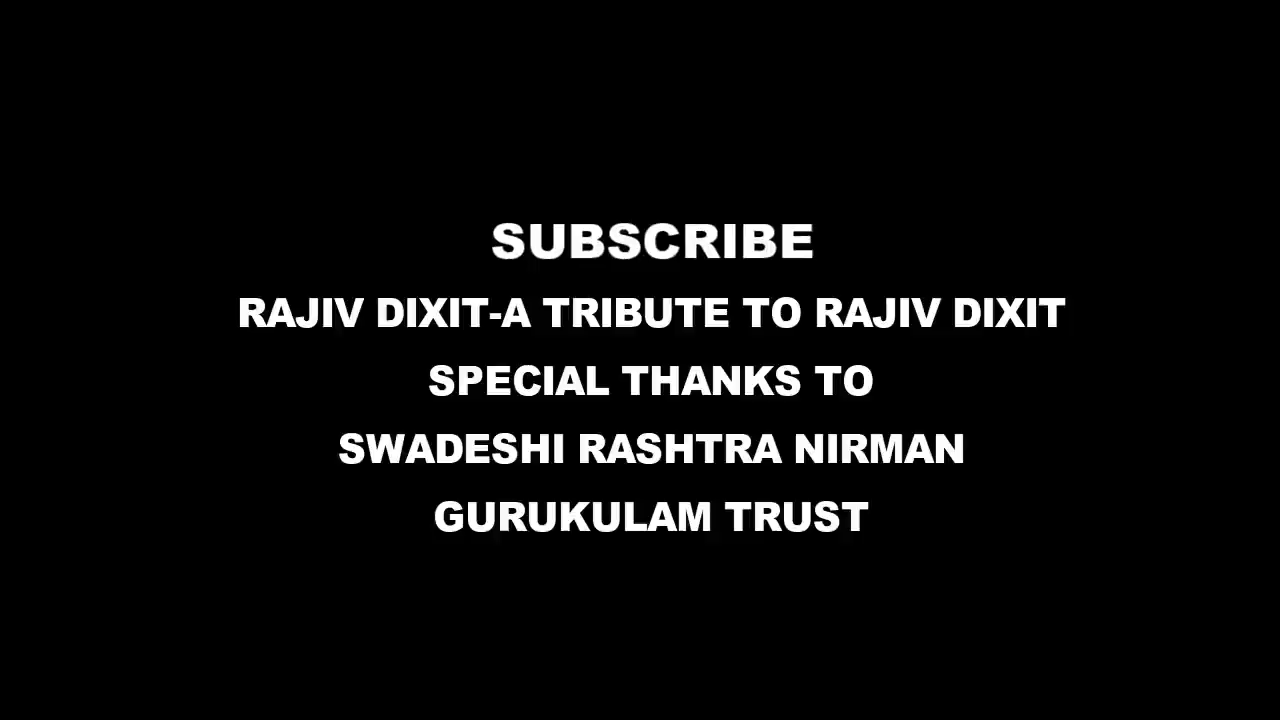 SUBSCRIBE
RAJIV DIXIT-A TRIBUTE TO RAJIV DIXIT
SPECIAL THANKS TO
SWADESHI RASHTRA NIRMAN
GURUKULAM TRUST